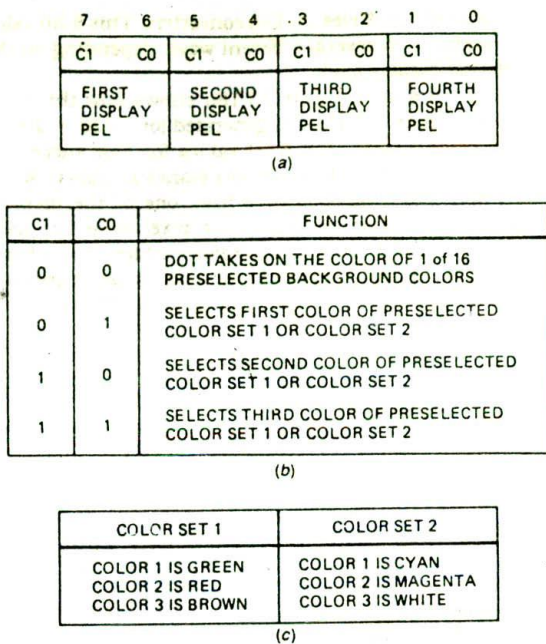 7 6 5 4 3 2 1 0
C1 C0 C1 C0 C1 C0 C1 C0
FIRST SECOND THIRD FOURTH
DISPLAY DISPLAY DISPLAY DISPLAY
PEL PEL PEL PEL
(a)
C1 C0 FUNCTION
0 0 DOT TAKES ON THE COLOR OF 1 of 16
PRESELECTED BACKGROUND COLORS
0 1 SELECTS FIRST COLOR OF PRESELECTED
COLOR SET 1 OR COLOR SET 2
1 0 SELECTS SECOND COLOR OF PRESELECTED
COLOR SET 1 OR COLOR SET 2
1 1 SELECTS THIRD COLOR OF PRESELECTED
COLOR SET 1 OR COLOR SET 2
(b)
COLOR SET 1 COLOR SET 2
COLOR 1 IS GREEN COLOR 1 IS CYAN
COLOR 2 IS RED COLOR 2 IS MAGENTA
COLOR 3 IS BROWN COLOR 3 IS WHITE
(c)